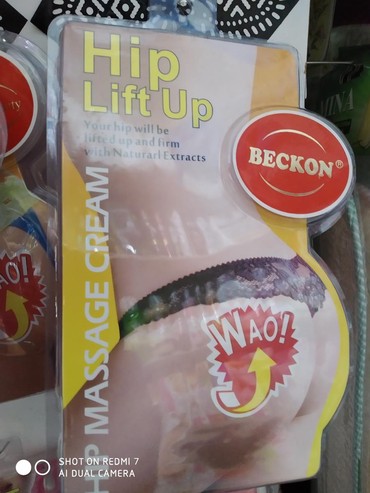 Hip
Lift Up
Your hip will be
lifted up and firm
with Naturarl Extracts
BECKON®
HIP MASSAGE CREAM
WAO!
WAO!
SHOT ON REDMI 7
AI DUAL CAMERA